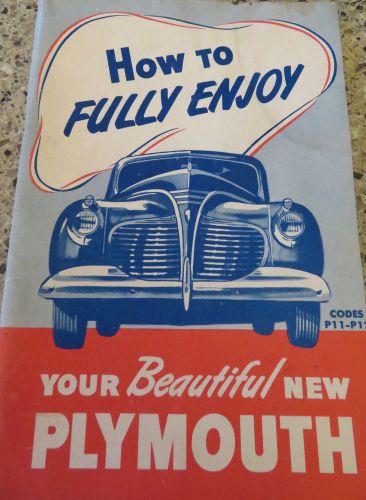 How to
FULLY ENJOY
CODES
P11-P12
YOUR Beautiful NEW
PLYMOUTH